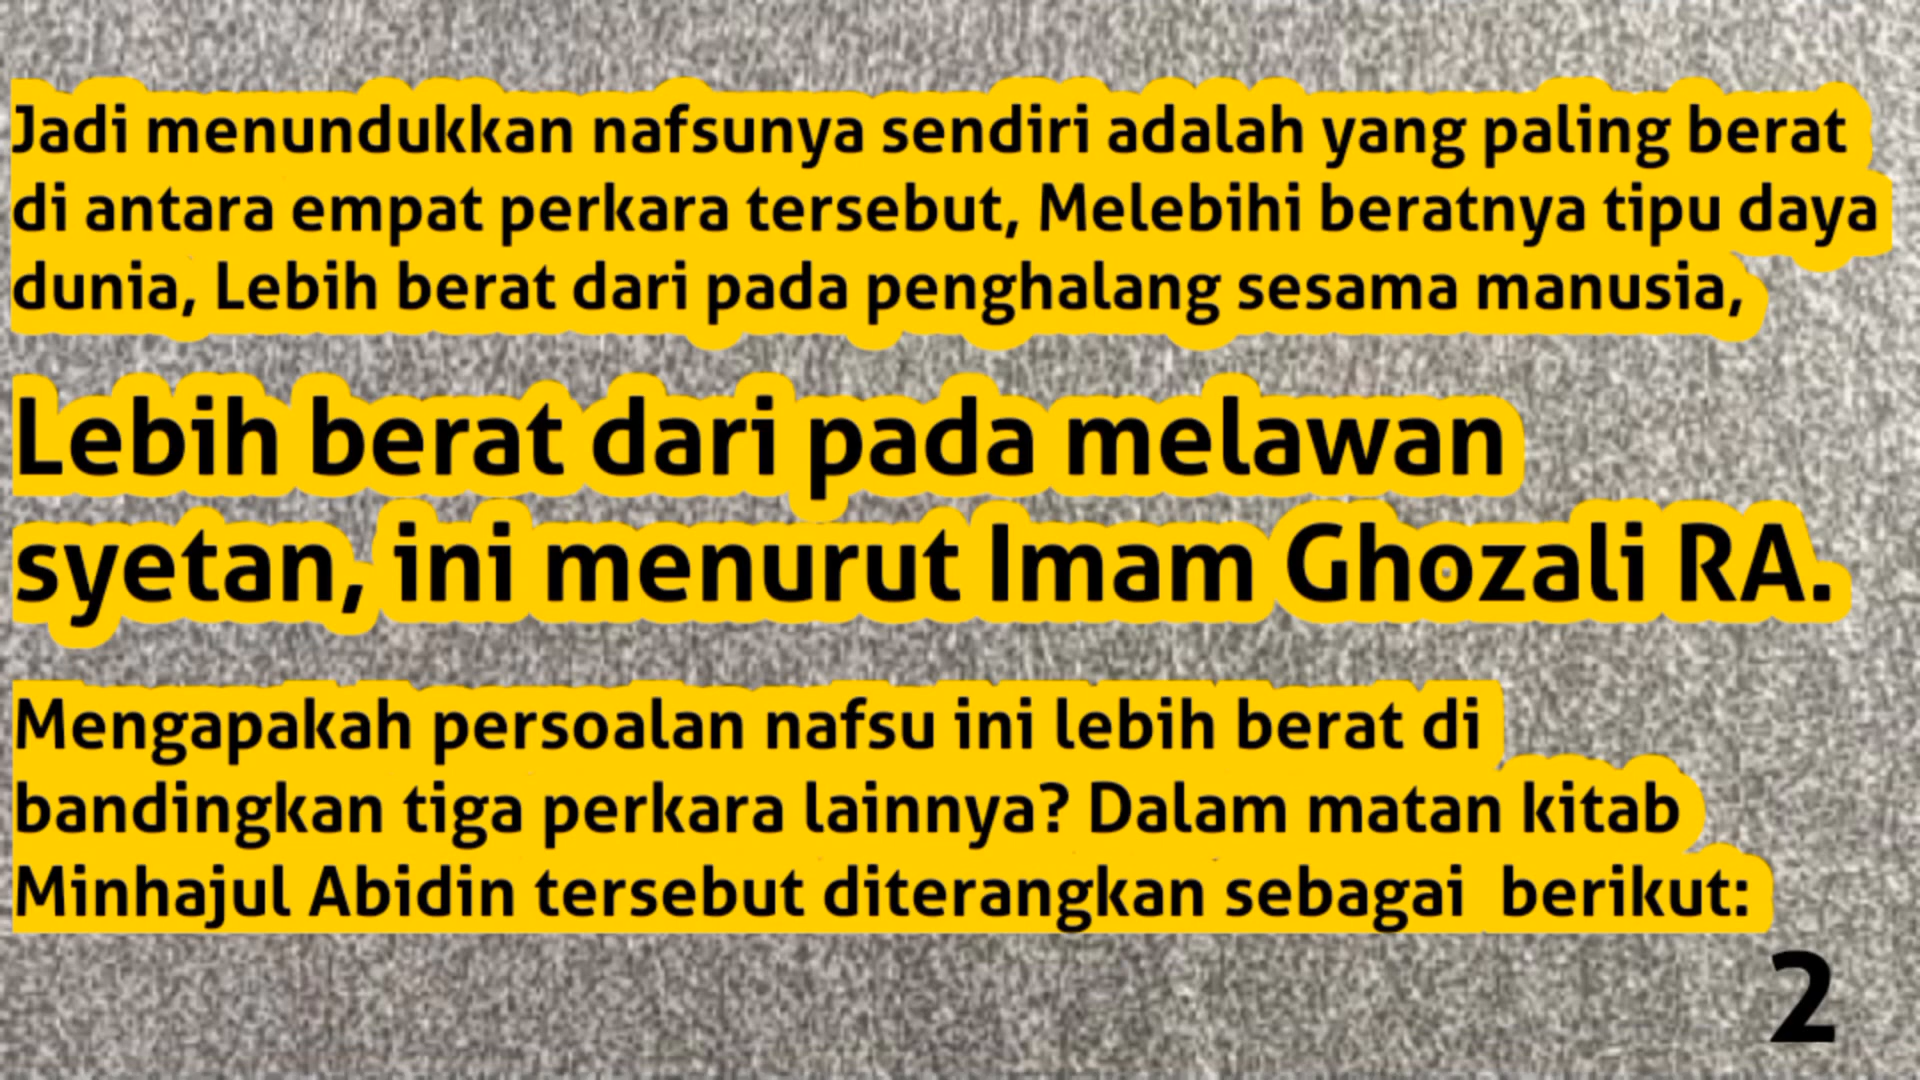 Jadi menundukkan nafsunya sendiri adalah yang paling berat
di antara empat perkara tersebut, Melebihi beratnya tipu daya
dunia, Lebih berat dari pada penghalang sesama manusia,
Lebih berat dari pada melawan
syetan, ini menurut Imam Ghozali RA.
Mengapakah persoalan nafsu ini lebih berat di
bandingkan tiga perkara lainnya? Dalam matan kitab
Minhajul Abidin tersebut diterangkan sebagai  berikut:
2